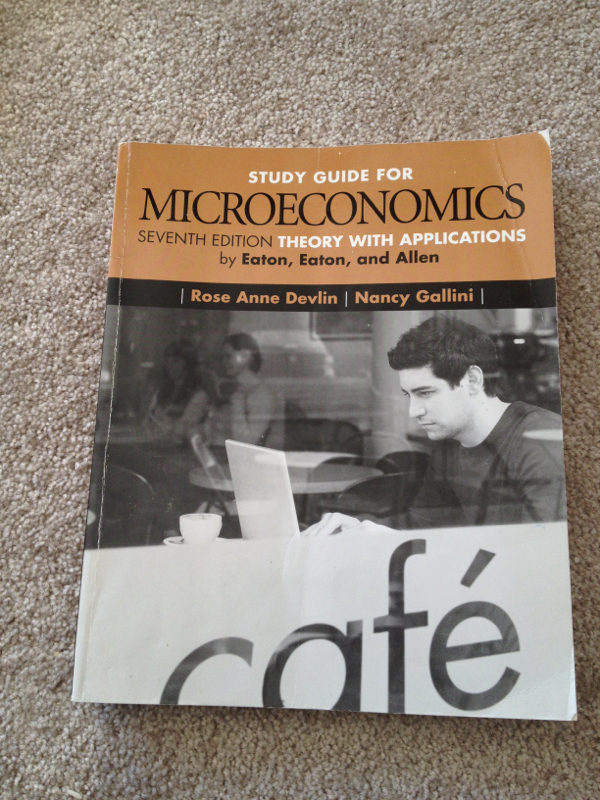 STUDY GUIDE FOR
MICROECONOMICS
SEVENTH EDITION THEORY WITH APPLICATIONS
by Eaton, Eaton, and Allen
| Rose Anne Devlin | Nancy Gallini |
café